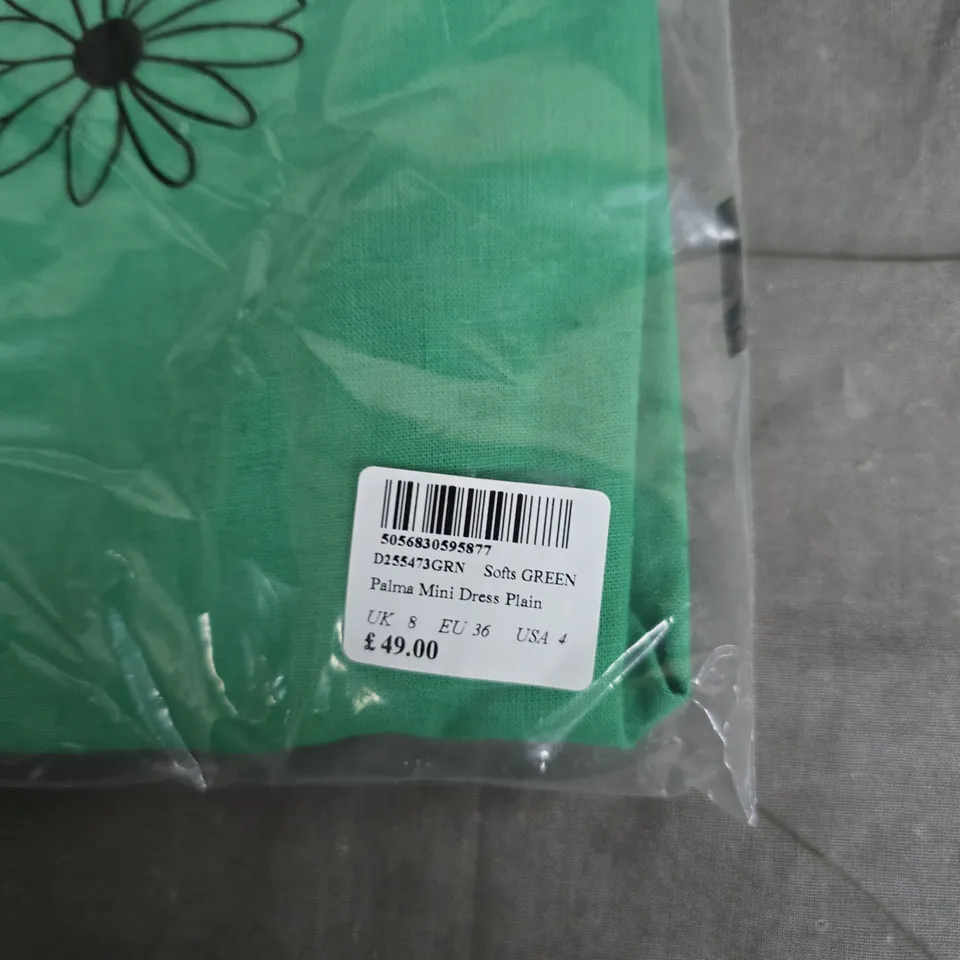 5056830595877
D255473GRN Softs GREEN
Palma Mini Dress Plain
UK 8 EU 36 USA 4
£49.00